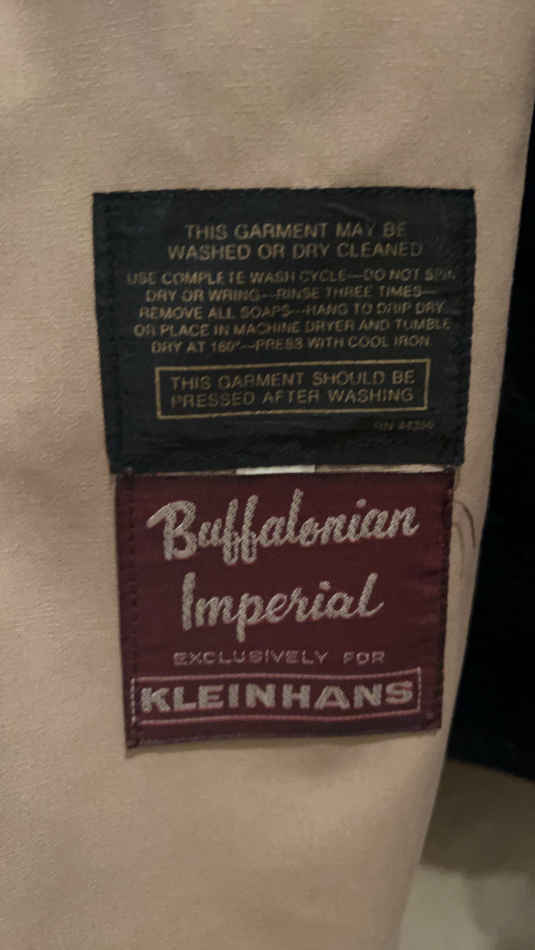 THIS GARMENT MAY BE
WASHED OR DRY CLEANED
USE COMPLETE WASH CYCLE—DO NOT SPIN
DRY OR WRING—RINSE THREE TIMES—
REMOVE ALL SOAPS—HANG TO DRIP DRY
OR PLACE IN MACHINE DRYER AND TUMBLE
DRY AT 160°—PRESS WITH COOL IRON
THIS GARMENT SHOULD BE
PRESSED AFTER WASHING
RN
Buffalonian
Imperial
EXCLUSIVELY FOR
KLEINHANS